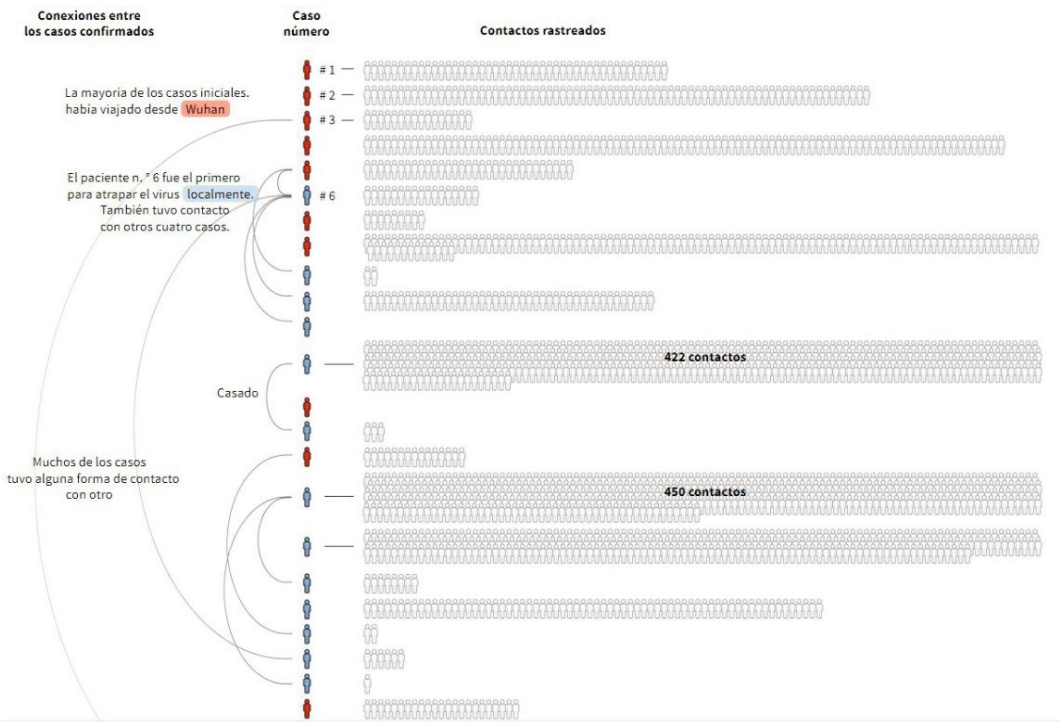 Conexiones entre
los casos confirmados
Caso
número
Contactos rastreados
# 1
La mayoría de los casos iniciales.
había viajado desde Wuhan
# 2
# 3
El paciente n. ° 6 fue el primero
para atrapar el virus localmente.
También tuvo contacto
con otros cuatro casos.
# 6
422 contactos
Casado
Muchos de los casos
tuvo alguna forma de contacto
con otro
450 contactos